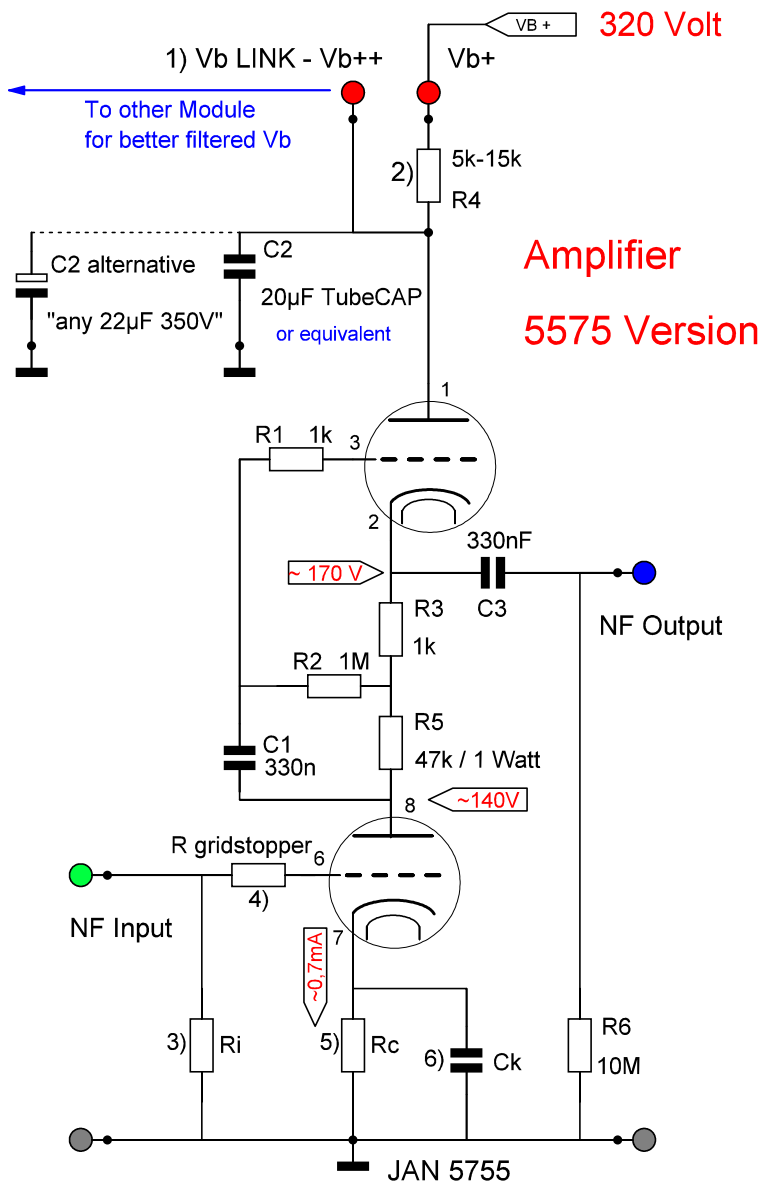 VB +
320 Volt
1) Vb LINK - Vb++
Vb+
To other Module
for better filtered Vb
2)
5k-15k
R4
C2 alternative
"any 22µF 350V"
C2
20µF TubeCAP
or equivalent
Amplifier
5575 Version
1
R1 1k
3
2
330nF
~ 170 V
C3
NF Output
R3
1k
R2 1M
R5
47k / 1 Watt
C1
330n
8
~140V
R gridstopper
6
4)
NF Input
7
~0,7mA
3)
Ri
5)
Rc
6)
Ck
R6
10M
JAN 5755